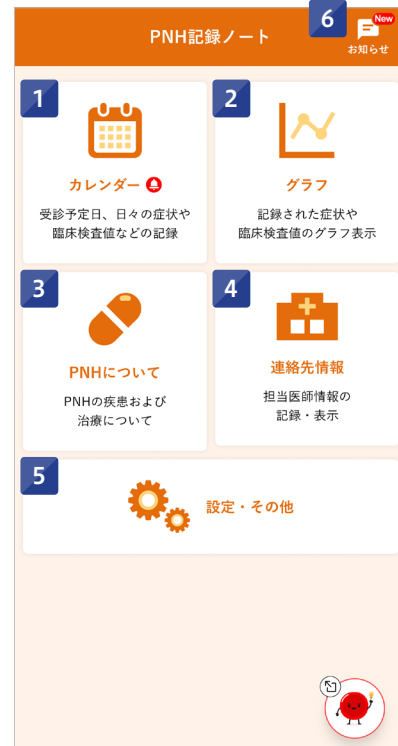 PNH記録ノート
6
New
お知らせ
1
カレンダー
受診予定日、日々の症状や
臨床検査値などの記録
2
グラフ
記録された症状や
臨床検査値のグラフ表示
3
PNHについて
PNHの疾患および
治療について
4
連絡先情報
担当医師情報の
記録・表示
5
設定・その他